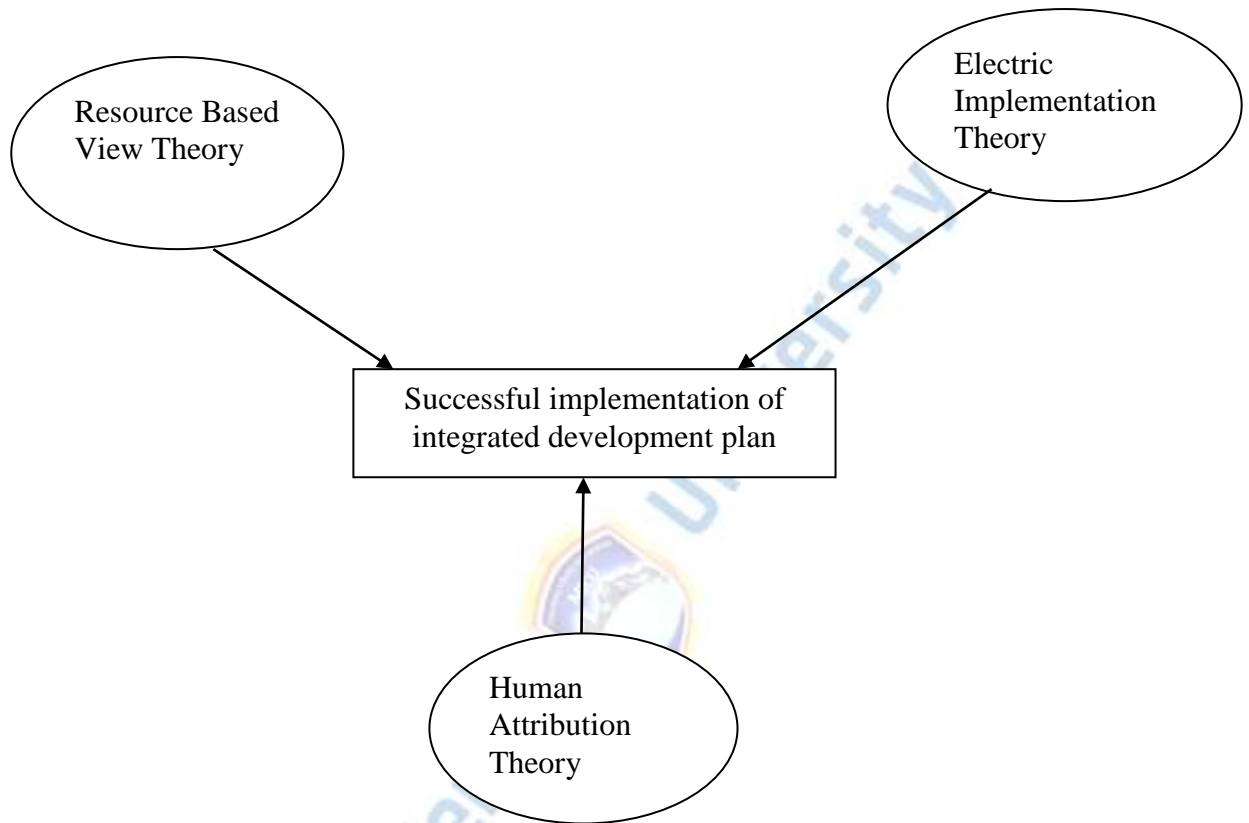 Resource Based
View Theory
Electric
Implementation
Theory
Successful implementation of
integrated development plan
Human
Attribution
Theory